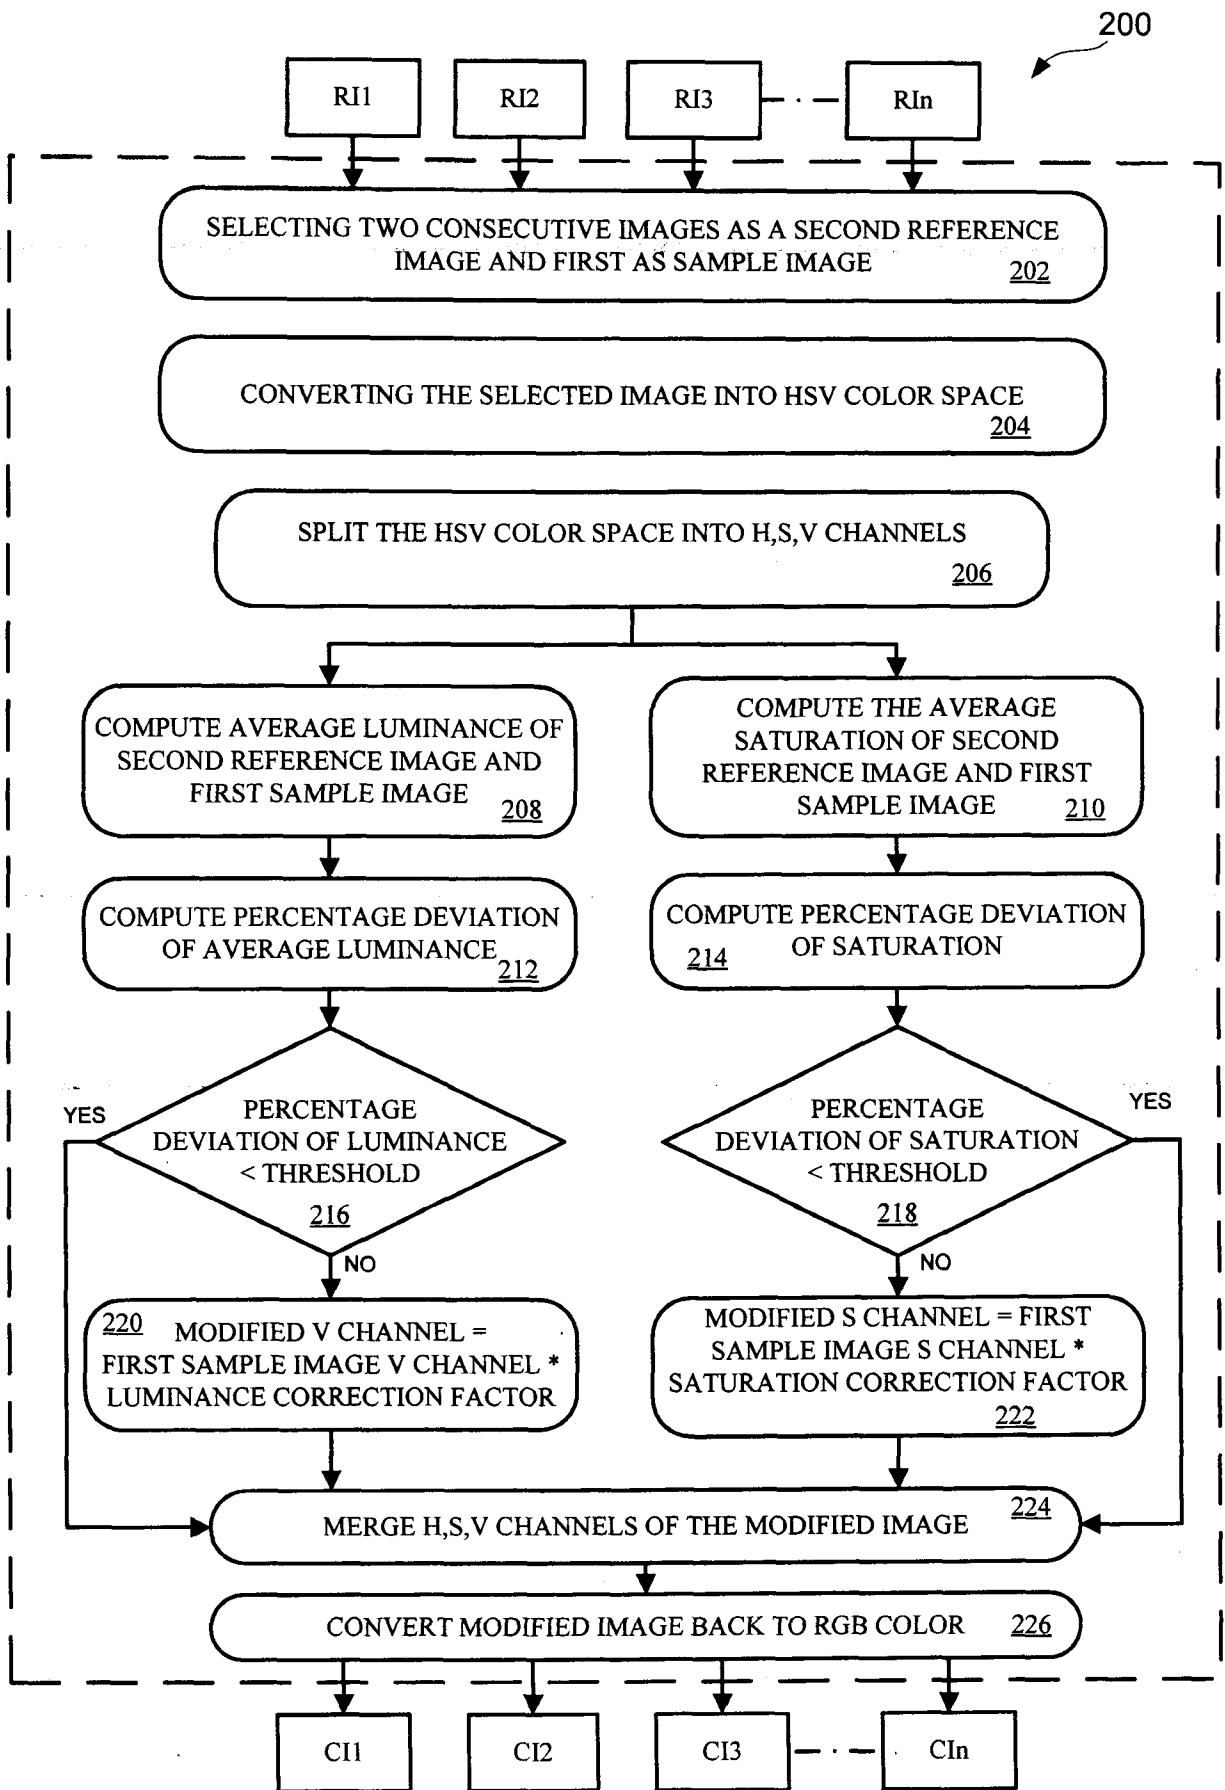 200
RI1
RI2
RI3
RIn
SELECTING TWO CONSECUTIVE IMAGES AS A SECOND REFERENCE
IMAGE AND FIRST AS SAMPLE IMAGE
202
CONVERTING THE SELECTED IMAGE INTO HSV COLOR SPACE
204
SPLIT THE HSV COLOR SPACE INTO H,S,V CHANNELS
206
COMPUTE AVERAGE LUMINANCE OF
SECOND REFERENCE IMAGE AND
FIRST SAMPLE IMAGE
208
COMPUTE THE AVERAGE
SATURATION OF SECOND
REFERENCE IMAGE AND FIRST
SAMPLE IMAGE
210
COMPUTE PERCENTAGE DEVIATION
OF AVERAGE LUMINANCE
212
COMPUTE PERCENTAGE DEVIATION
OF SATURATION
214
YES
PERCENTAGE
DEVIATION OF LUMINANCE
< THRESHOLD
216
NO
PERCENTAGE
DEVIATION OF SATURATION
< THRESHOLD
218
YES
NO
220
MODIFIED V CHANNEL =
FIRST SAMPLE IMAGE V CHANNEL *
LUMINANCE CORRECTION FACTOR
MODIFIED S CHANNEL = FIRST
SAMPLE IMAGE S CHANNEL *
SATURATION CORRECTION FACTOR
222
MERGE H,S,V CHANNELS OF THE MODIFIED IMAGE
224
CONVERT MODIFIED IMAGE BACK TO RGB COLOR
226
CI1
CI2
CI3
CIn